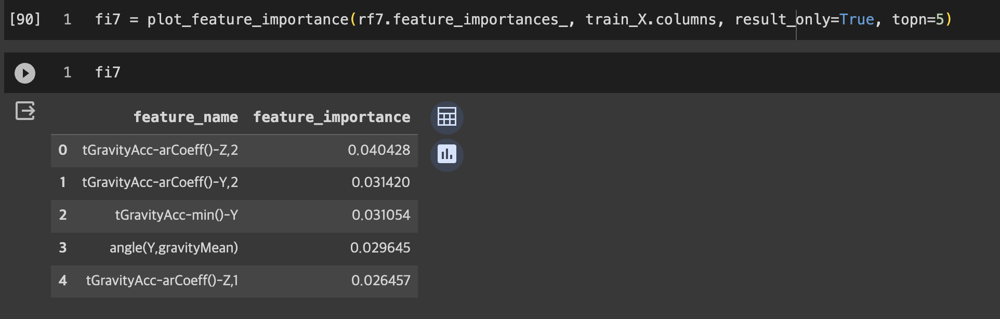 [90] 1 fi7 = plot_feature_importance(rf7.feature_importances_, train_X.columns, result_only=True, topn=5)
1 fi7
feature_name feature_importance
0 tGravityAcc-arCoeff()-Z,2 0.040428
1 tGravityAcc-arCoeff()-Y,2 0.031420
2 tGravityAcc-min()-Y 0.031054
3 angle(Y,gravityMean) 0.029645
4 tGravityAcc-arCoeff()-Z,1 0.026457